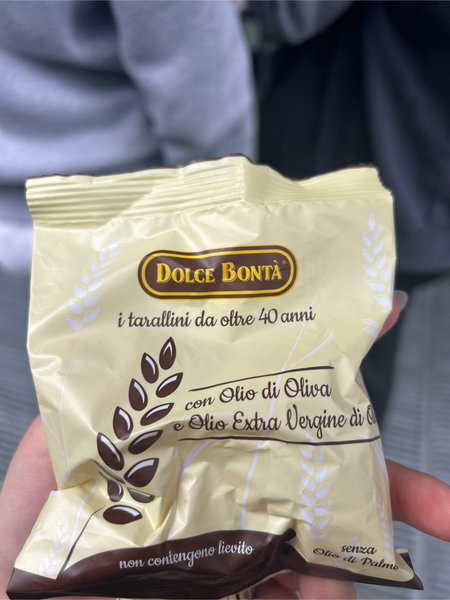 DOLCE BONTÀ
i tarallini da oltre 40 anni
con Olio di Oliva
e Olio Extra Vergine di
non contengono lievito
senza
Olio di Palma